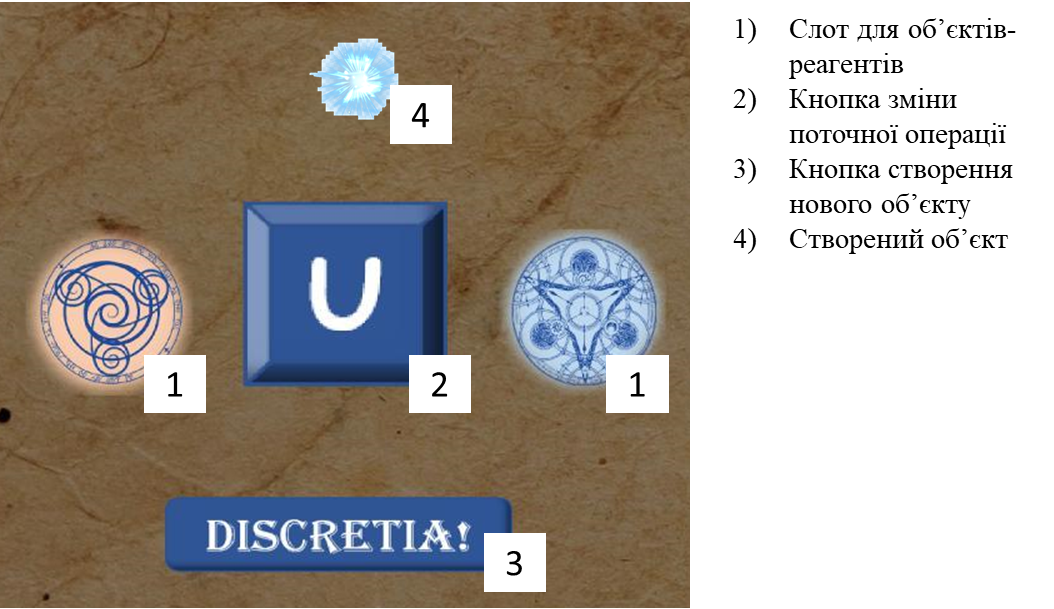 4
U
1
2
1
DISCRETIA!
3
1) Слот для об’єктів-
реагентів
2) Кнопка зміни
поточної операції
3) Кнопка створення
нового об’єкту
4) Створений об’єкт